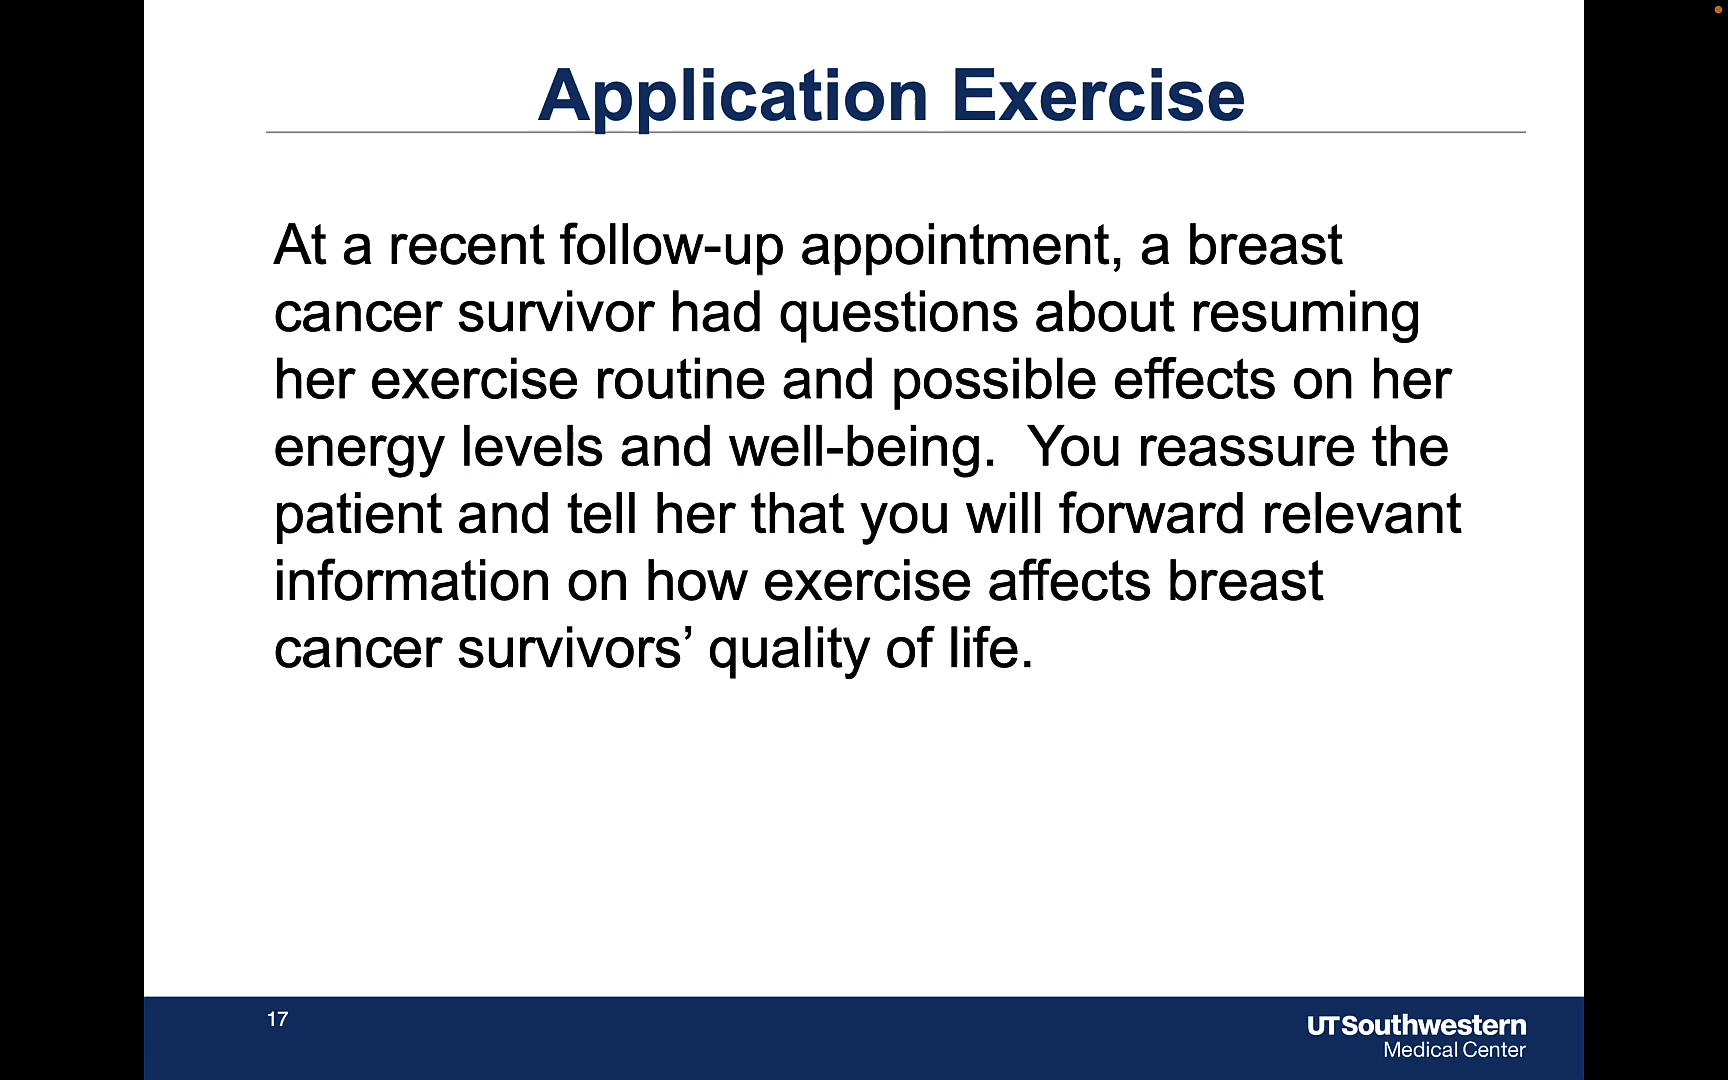 Application Exercise
At a recent follow-up appointment, a breast
cancer survivor had questions about resuming
her exercise routine and possible effects on her
energy levels and well-being.  You reassure the
patient and tell her that you will forward relevant
information on how exercise affects breast
cancer survivors’ quality of life.
17
UTSouthwestern
Medical Center